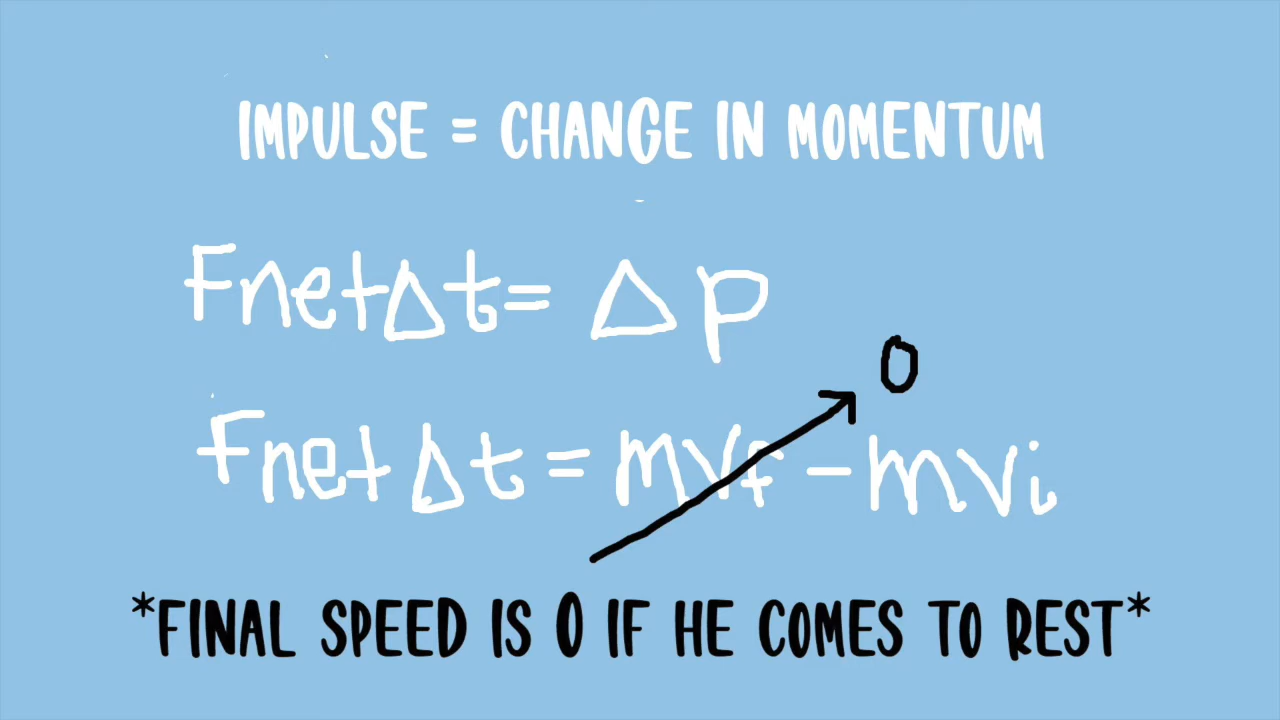 IMPULSE = CHANGE IN MOMENTUM
FnetΔt = Δp
0
FnetΔt = mvf - mvi
*FINAL SPEED IS 0 IF HE COMES TO REST*